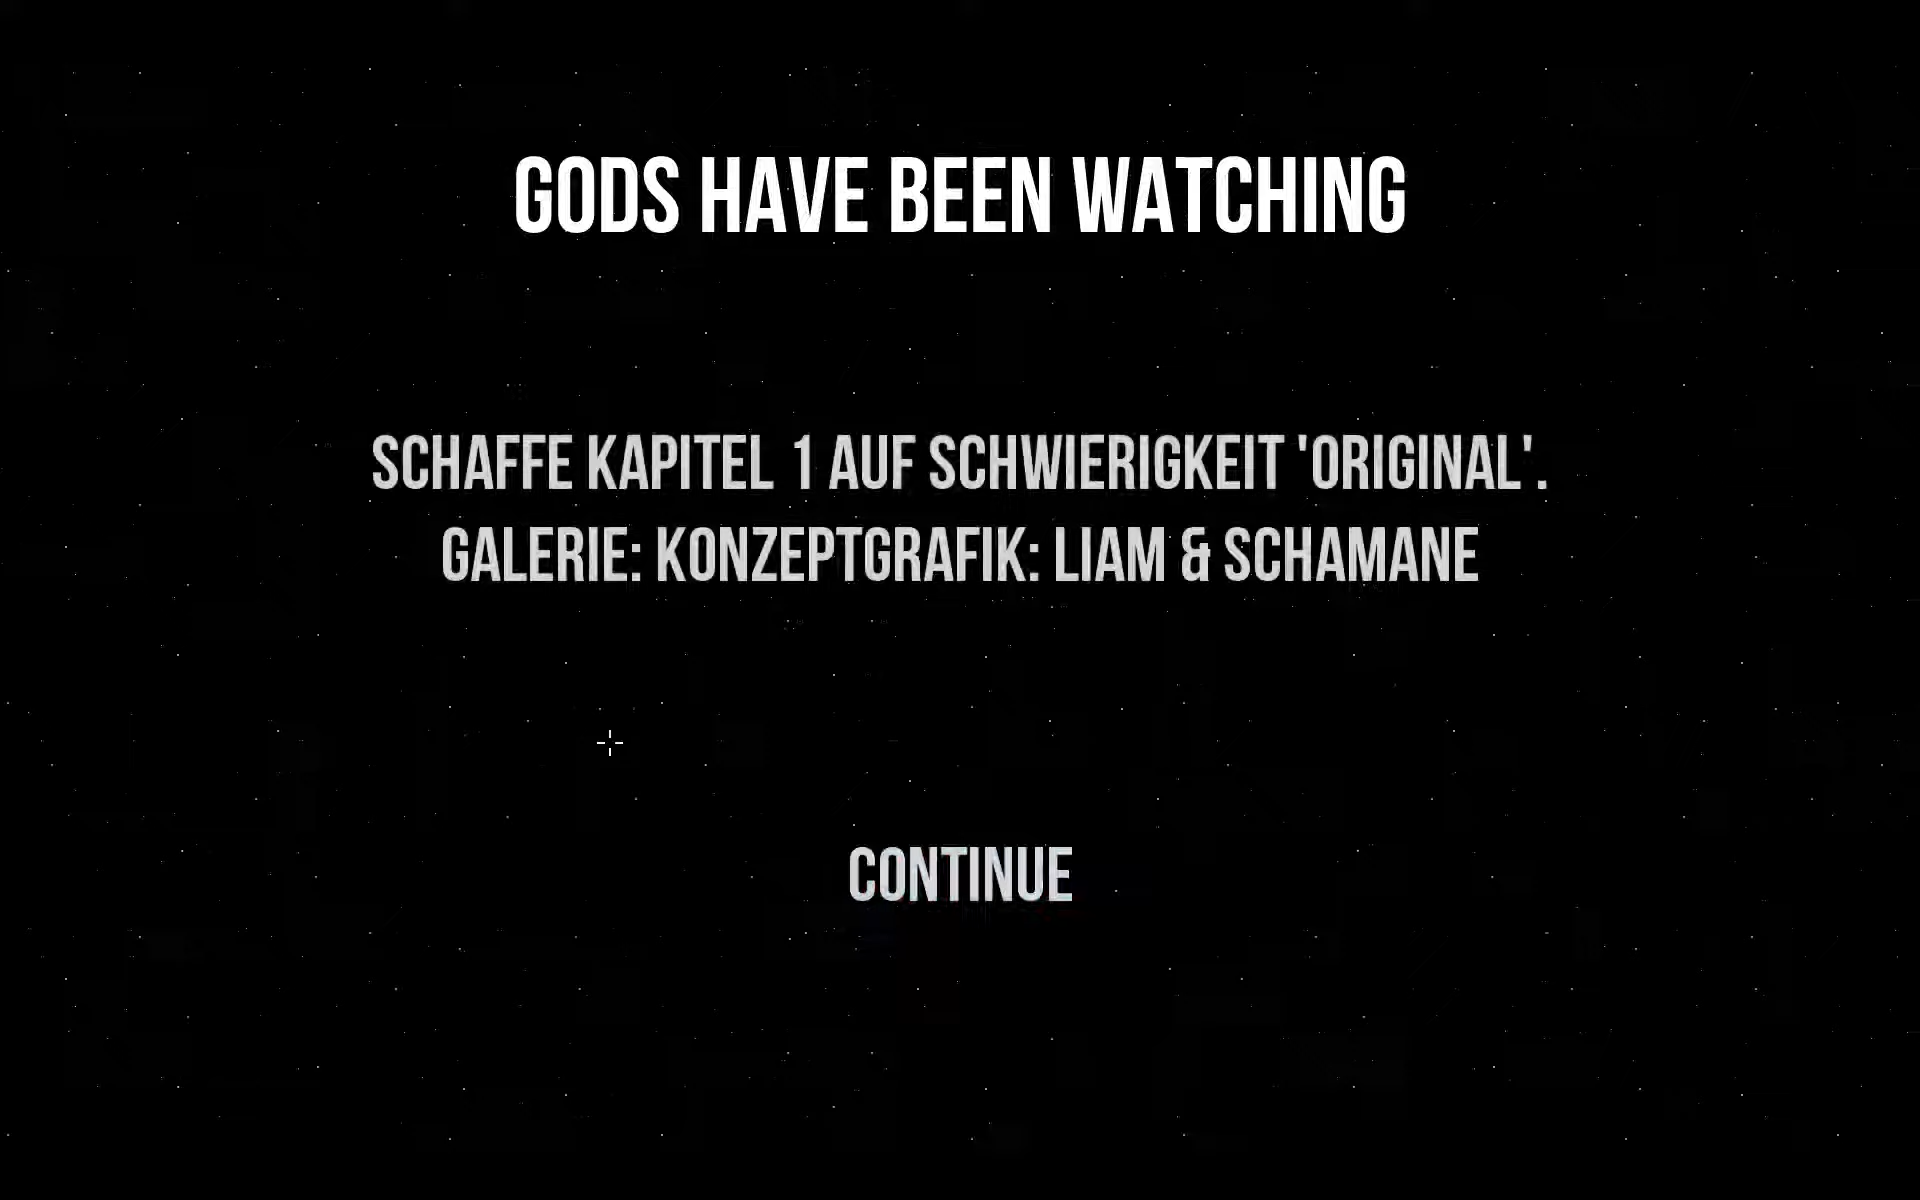 GODS HAVE BEEN WATCHING
SCHAFFE KAPITEL 1 AUF SCHWIERIGKEIT 'ORIGINAL'.
GALERIE: KONZEPTGRAFIK: LIAM & SCHAMANE
CONTINUE